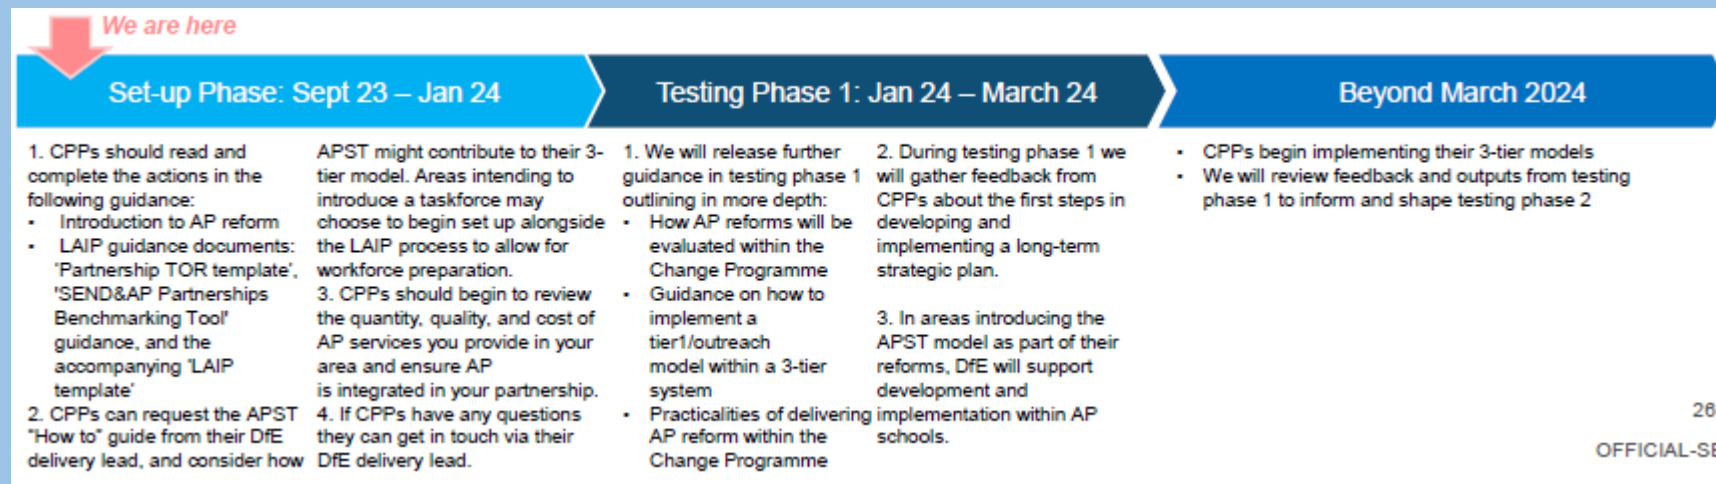 We are here
Set-up Phase: Sept 23 – Jan 24
Testing Phase 1: Jan 24 – March 24
Beyond March 2024
1. CPPs should read and
complete the actions in the
following guidance:
• Introduction to AP reform
• LAIP guidance documents:
'Partnership TOR template',
'SEND&AP Partnerships
Benchmarking Tool'
guidance, and the
accompanying 'LAIP
template'
2. CPPs can request the APST
"How to" guide from their DfE
delivery lead, and consider how
APST might contribute to their 3-
tier model. Areas intending to
introduce a taskforce may
choose to begin set up alongside
the LAIP process to allow for
workforce preparation.
3. CPPs should begin to review
the quantity, quality, and cost of
AP services you provide in your
area and ensure AP
is integrated in your partnership.
4. If CPPs have any questions
they can get in touch via their
DfE delivery lead.
1. We will release further
guidance in testing phase 1
outlining in more depth:
• How AP reforms will be
evaluated within the
Change Programme
• Guidance on how to
implement a
tier1/outreach
model within a 3-tier
system
• Practicalities of delivering
AP reform within the
Change Programme
2. During testing phase 1 we
will gather feedback from
CPPs about the first steps in
developing and
implementing a long-term
strategic plan.
3. In areas introducing the
APST model as part of their
reforms, DfE will support
development and
implementation within AP
schools.
• CPPs begin implementing their 3-tier models
• We will review feedback and outputs from testing
phase 1 to inform and shape testing phase 2
26
OFFICIAL-SE